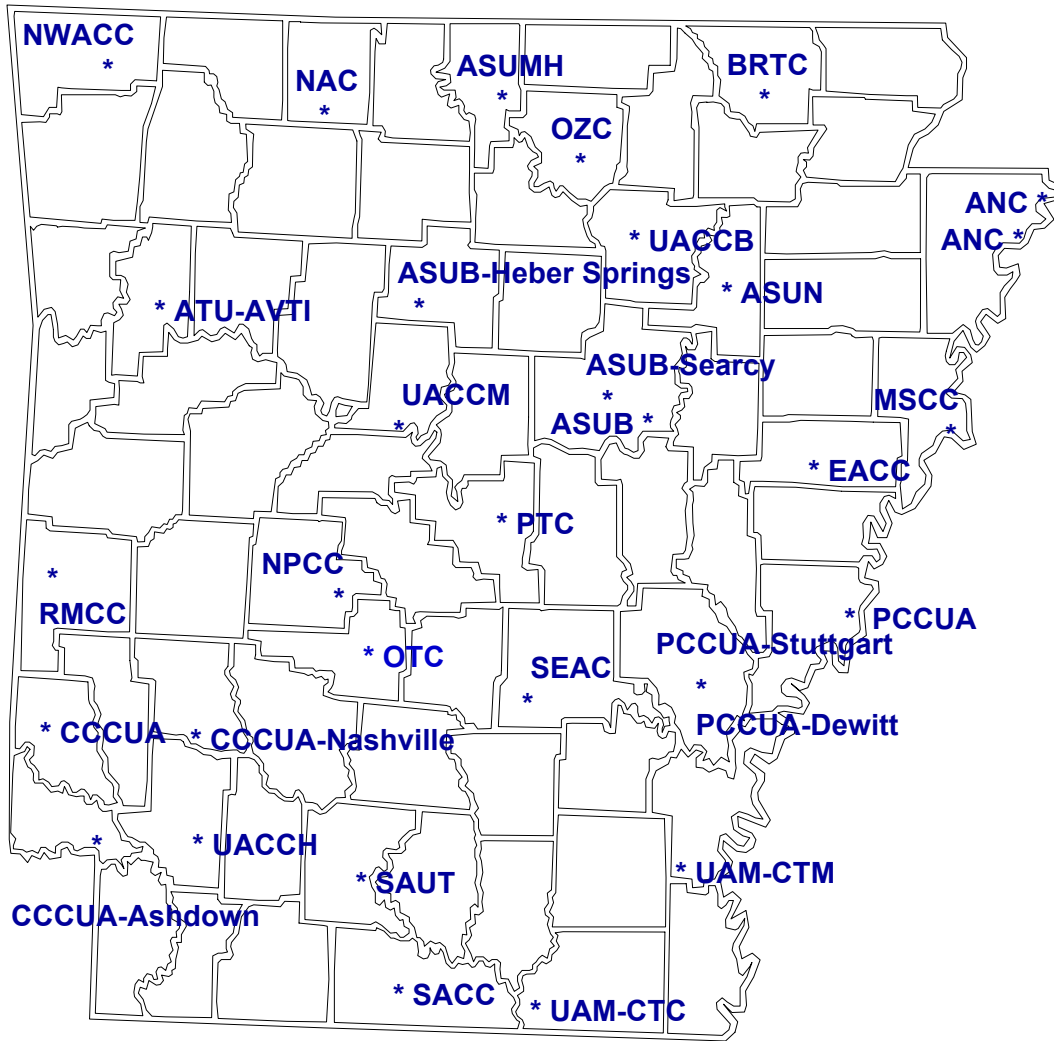 NWACC
*
NAC
*
ASUMH
*
BRTC
*
OZC
*
ANC *
ANC *
* UACCB
ASUB-Heber Springs
*
* ASUN
* ATU-AVTI
ASUB-Searcy
*
UACCM
*
ASUB *
MSCC
*
* EACC
* PTC
NPCC
*
*
RMCC
* PCCUA
* OTC
PCCUA-Stuttgart
*
SEAC
*
PCCUA-Dewitt
* CCCUA
* CCCUA-Nashville
* UACCH
*
CCCUA-Ashdown
* SAUT
* UAM-CTM
* SACC
* UAM-CTC